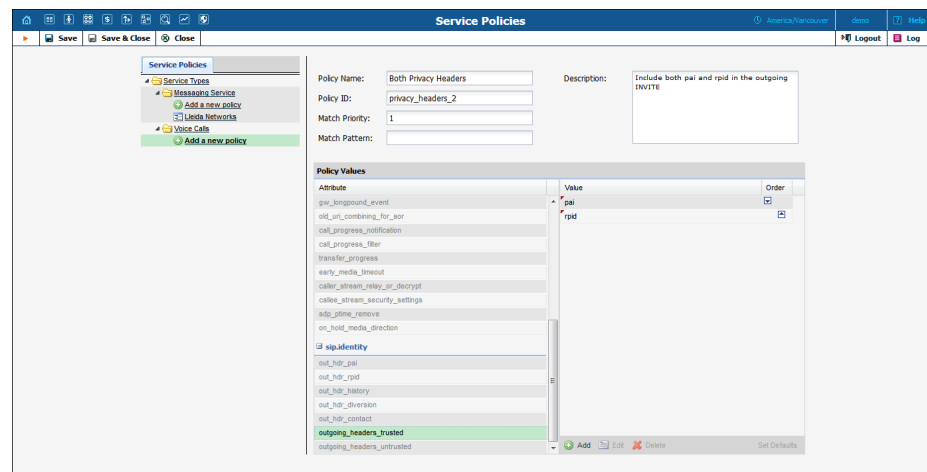 Service Policies
America/Vancouver
demo
Help
Save
Save & Close
Close
Logout
Log
Service Policies
Service Types
Messaging Service
Add a new policy
Lleida Networks
Voice Calls
Add a new policy
Policy Name:
Both Privacy Headers
Policy ID:
privacy_headers_2
Match Priority:
1
Match Pattern:
Description:
Include both pai and rpid in the outgoing
INVITE
Policy Values
Attribute
Value
Order
gw_longpound_event
old_uri_combining_for_aor
call_progress_notification
call_progress_filter
transfer_progress
early_media_timeout
caller_stream_relay_or_decrypt
callee_stream_security_settings
sdp_ptime_remove
on_hold_media_direction
sip.identity
out_hdr_pai
out_hdr_rpid
out_hdr_history
out_hdr_diversion
out_hdr_contact
outgoing_headers_trusted
outgoing_headers_untrusted
pai
rpid
Add
Edit
Delete
Set Defaults